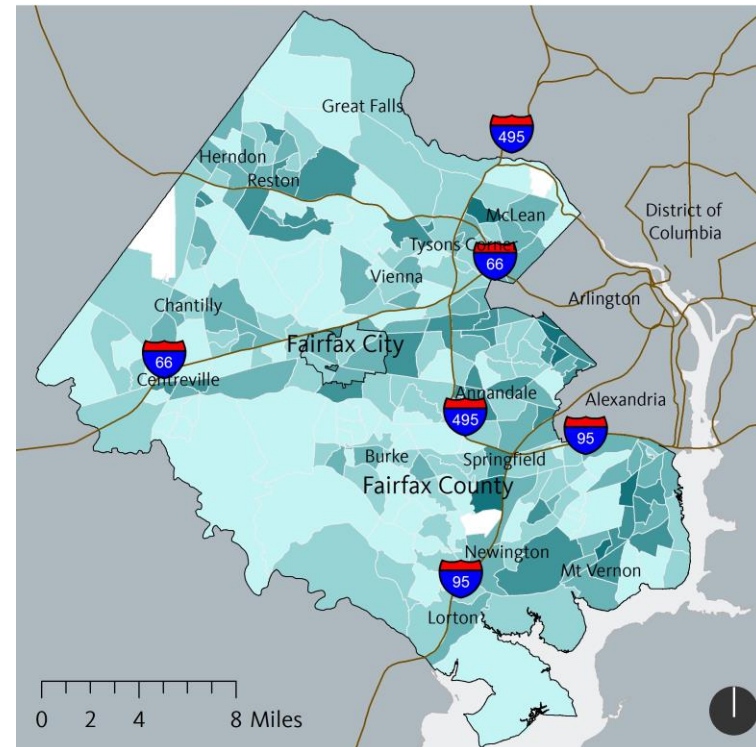 Great Falls
495
Herndon
Reston
McLean
District of
Columbia
Tysons Corner
66
Vienna
Arlington
Chantilly
Fairfax City
66
Centreville
Annandale
495
Alexandria
95
Burke
Springfield
Fairfax County
Newington
Mt Vernon
95
Lorton
0 2 4 8 Miles